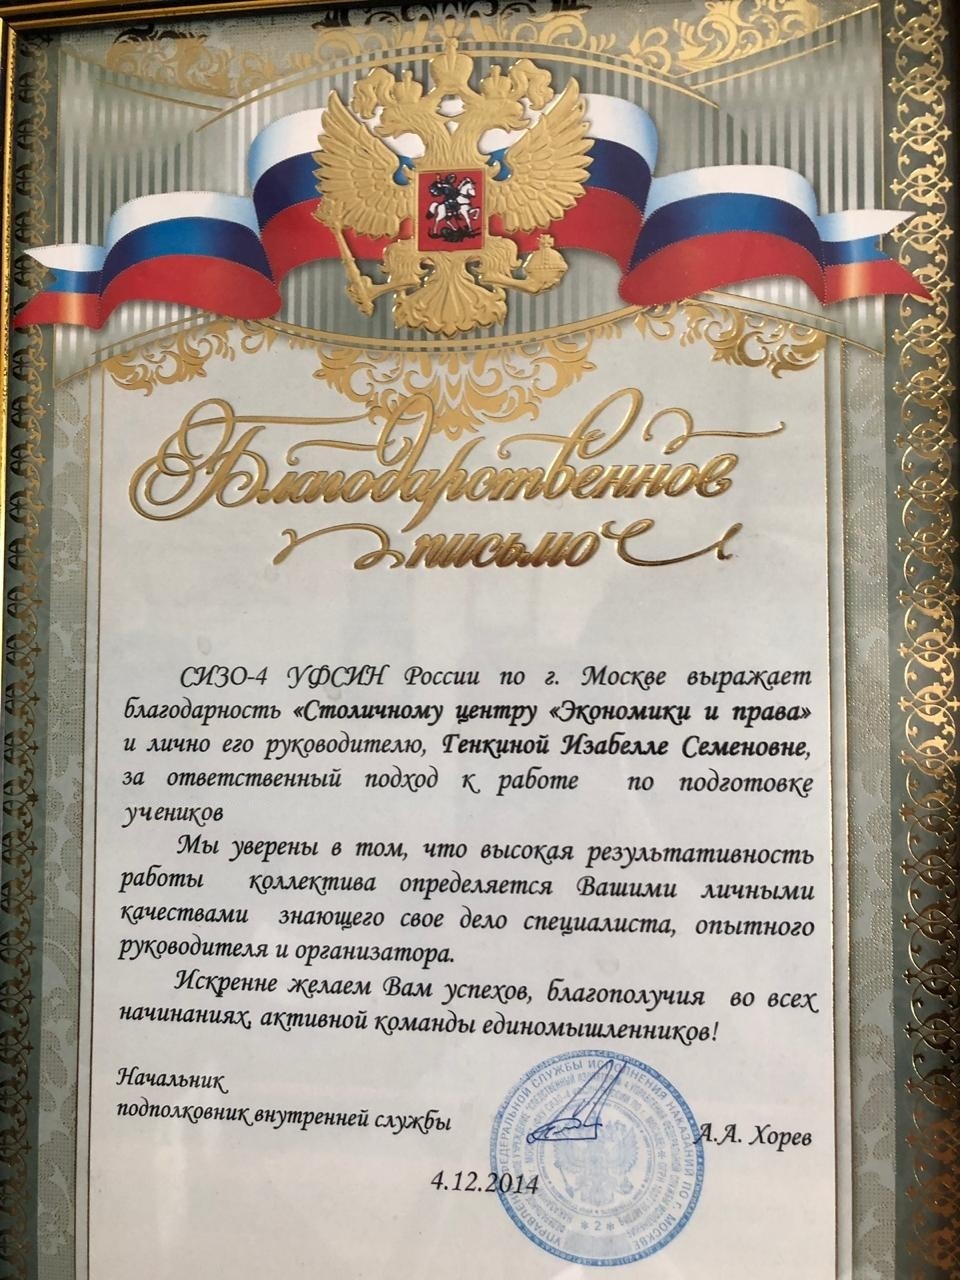 Благодарственное
письмо
СИЗО-4 УФСИН России по г. Москве выражает
благодарность «Столичному центру «Экономики и права»
и лично его руководителю, Генкиной Изабелле Семеновне,
за ответственный подход к работе по подготовке
учеников
Мы уверены в том, что высокая результативность
работы коллектива определяется Вашими личными
качествами знающего свое дело специалиста, опытного
руководителя и организатора.
Искренне желаем Вам успехов, благополучия во всех
начинаниях, активной команды единомышленников!
Начальник
подполковник внутренней службы
А.А. Хорев
4.12.2014
УПРАВЛЕНИЕ ФЕДЕРАЛЬНОЙ СЛУЖБЫ ИСПОЛНЕНИЯ НАКАЗАНИЙ ПО Г. МОСКВЕ
* 2 *